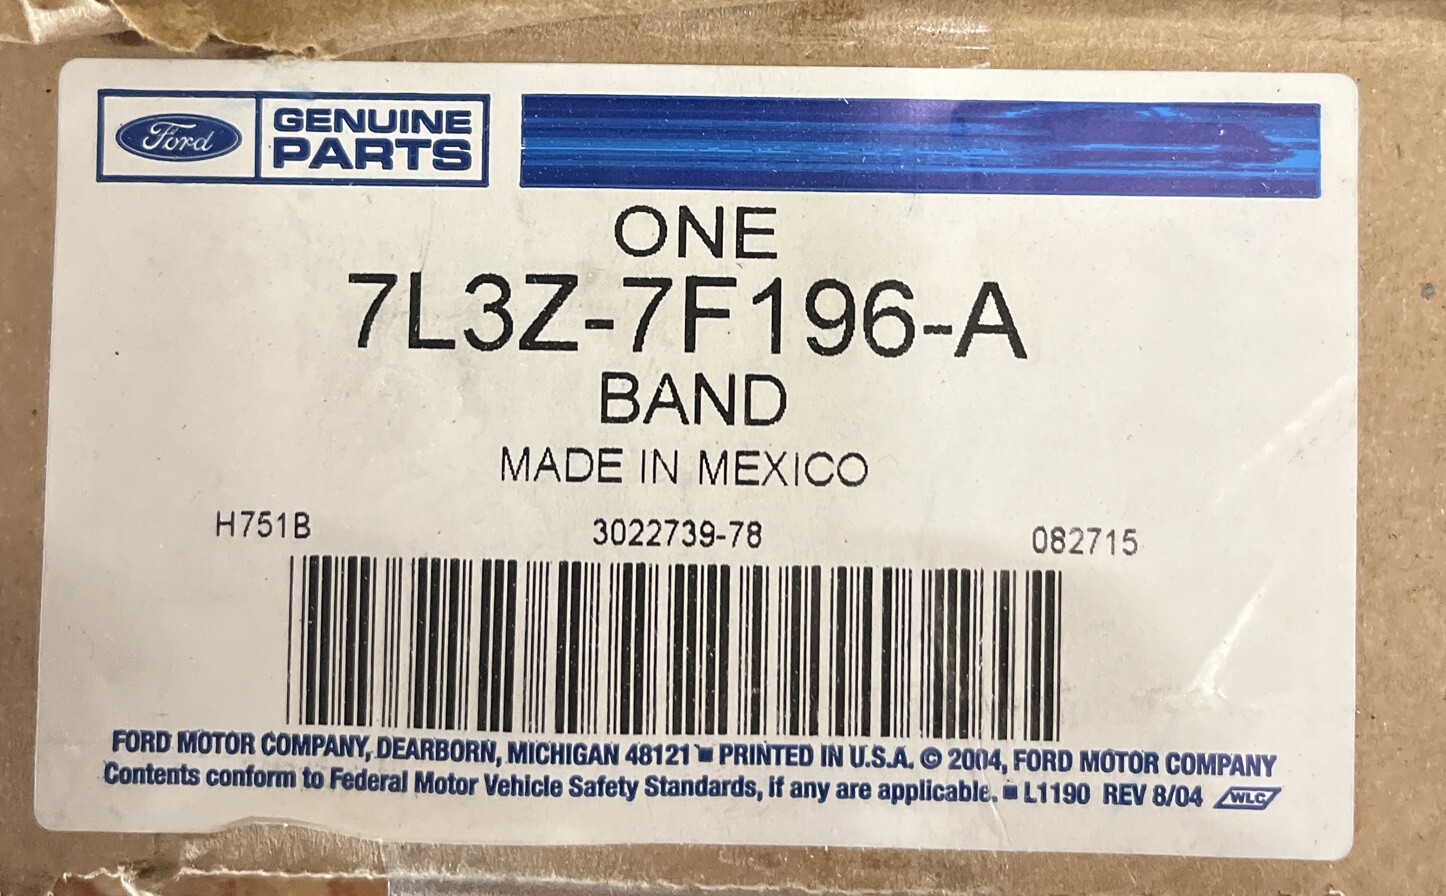 Ford GENUINE PARTS
ONE
7L3Z-7F196-A
BAND
MADE IN MEXICO
H751B 3022739-78 082715
FORD MOTOR COMPANY, DEARBORN, MICHIGAN 48121 ■ PRINTED IN U.S.A. © 2004, FORD MOTOR COMPANY
Contents conform to Federal Motor Vehicle Safety Standards, if any are applicable. ■ L1190 REV 8/04 WLC